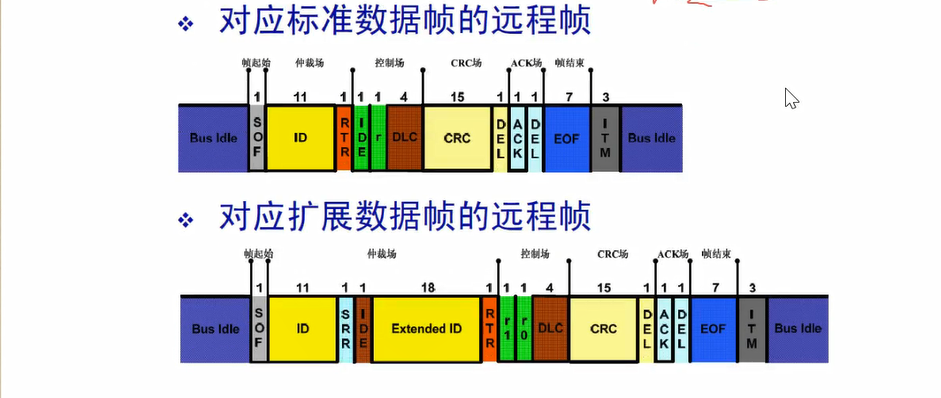 ❖ 对应标准数据帧的远程帧
帧起始 仲裁场 控制场 CRC场 ACK场 帧结束
1 11 1 1 1 4 15 1 1 1 7 3
Bus Idle SOF ID RTR IDE r DLC CRC DEL ACK DEL EOF ITM Bus Idle
❖ 对应扩展数据帧的远程帧
帧起始 仲裁场 控制场 CRC场 ACK场 帧结束
1 11 1 1 18 1 1 1 4 15 1 1 1 7 3
Bus Idle SOF ID SRR IDE Extended ID RTR r1 r0 DLC CRC DEL ACK DEL EOF ITM Bus Idle